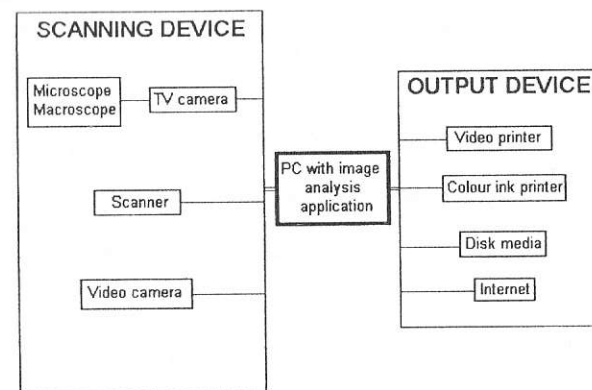 SCANNING DEVICE
Microscope
Macroscope
TV camera
Scanner
Video camera
PC with image
analysis
application
OUTPUT DEVICE
Video printer
Colour ink printer
Disk media
Internet